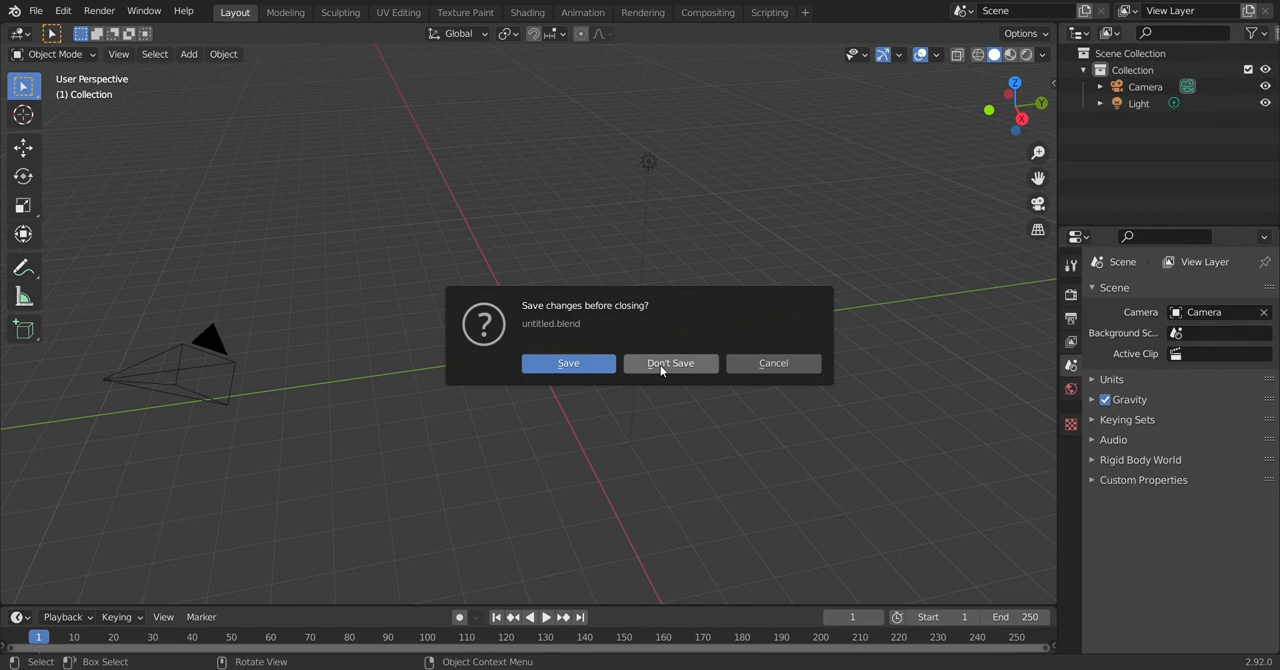 File Edit Render Window Help Layout Modeling Sculpting UV Editing Texture Paint Shading Animation Rendering Compositing Scripting + Scene View Layer
Global Options
Object Mode View Select Add Object
User Perspective
(1) Collection
Z
Y
X
Scene Collection
Collection
Camera
Light
Scene View Layer
Scene
Camera Camera
Background Sc...
Active Clip
Units
Gravity
Keying Sets
Audio
Rigid Body World
Custom Properties
Save changes before closing?
untitled.blend
Save Don't Save Cancel
Playback Keying View Marker 1 Start 1 End 250
1 10 20 30 40 50 60 70 80 90 100 110 120 130 140 150 160 170 180 190 200 210 220 230 240 250
Select Box Select Rotate View Object Context Menu 2.92.0